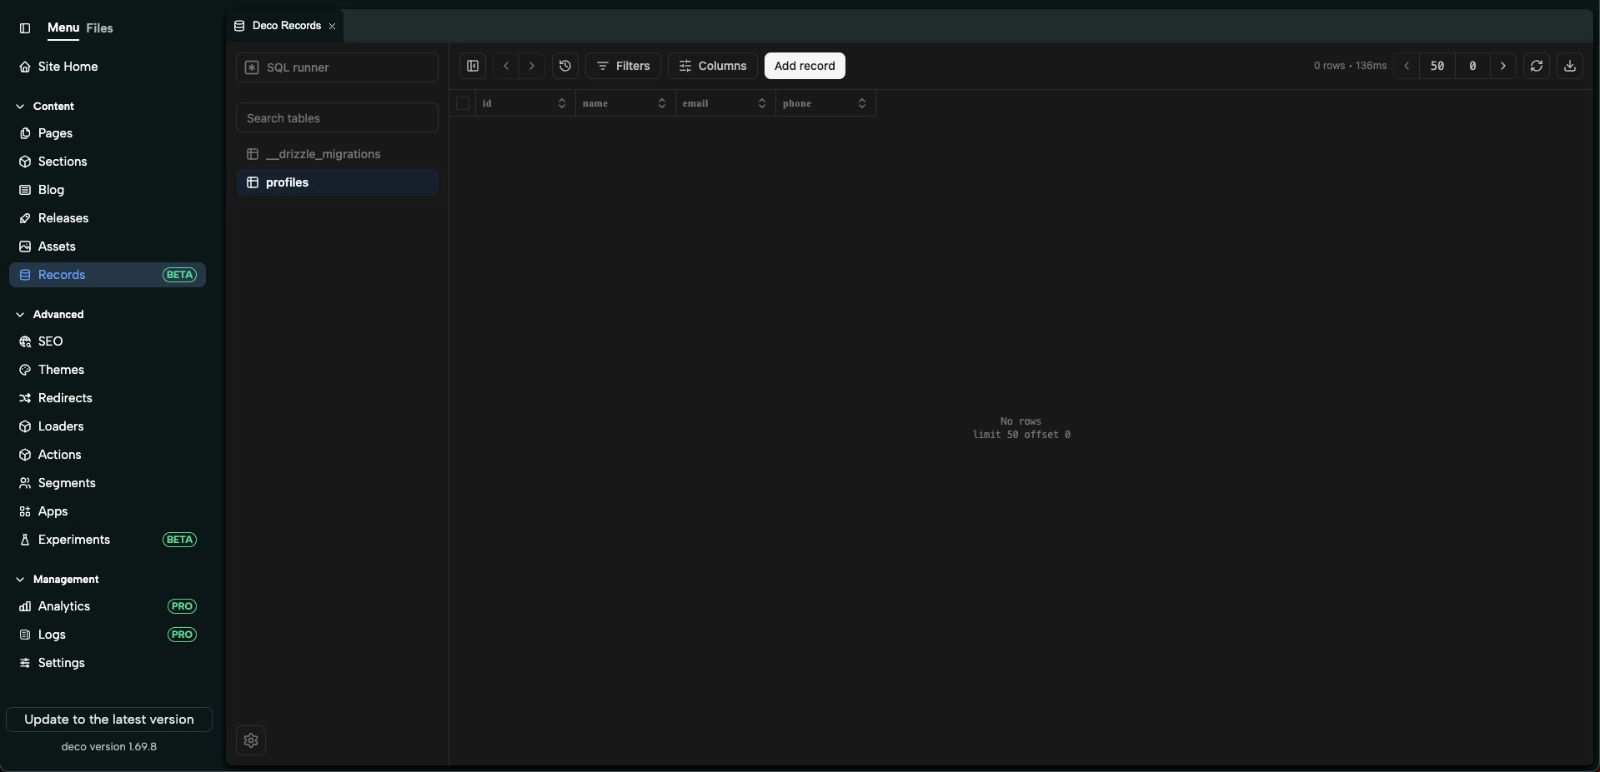 Menu Files
Site Home
Content
Pages
Sections
Blog
Releases
Assets
Records BETA
Advanced
SEO
Themes
Redirects
Loaders
Actions
Segments
Apps
Experiments BETA
Management
Analytics PRO
Logs PRO
Settings
Update to the latest version
deco version 1.69.8
Deco Records
SQL runner
Search tables
__drizzle_migrations
profiles
Filters Columns Add record 0 rows • 136ms 50 0
id name email phone
No rows
limit 50 offset 0